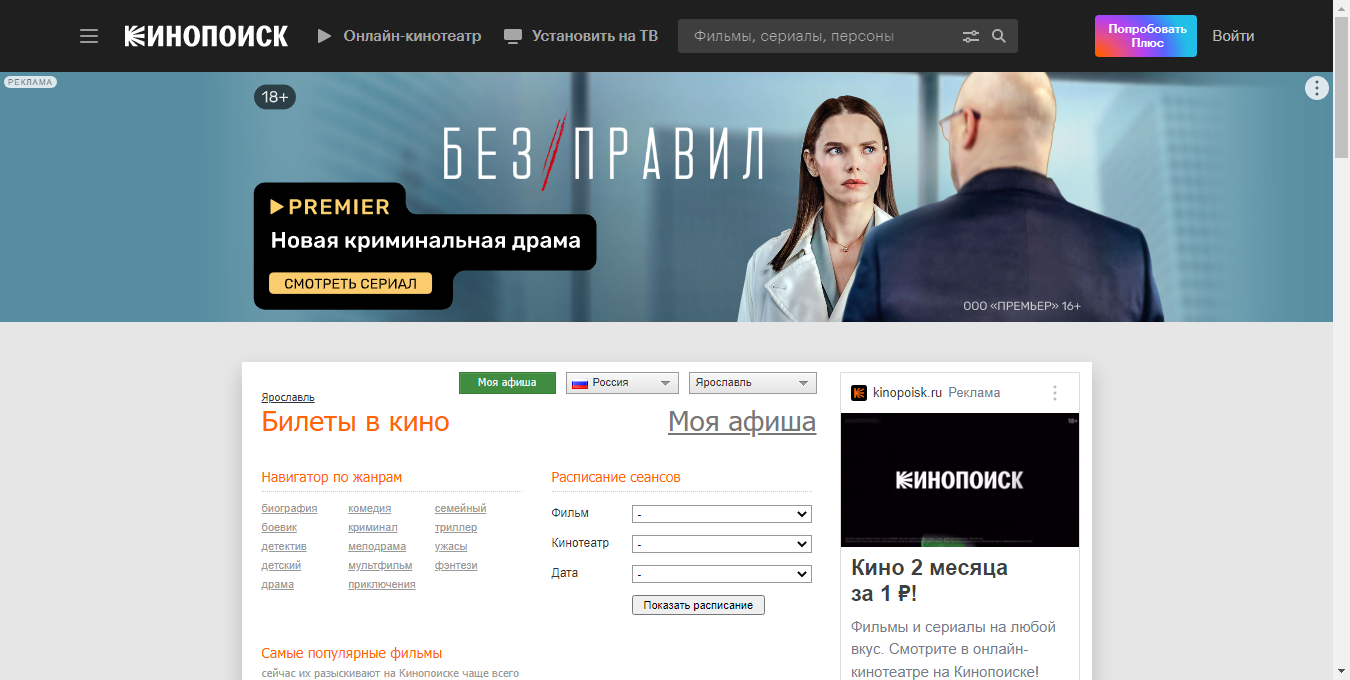 КИНОПОИСК
Онлайн-кинотеатр
Установить на ТВ
Фильмы, сериалы, персоны
Попробовать
Плюс
Войти
РЕКЛАМА
18+
БЕЗ/ПРАВИЛ
PREMIER
Новая криминальная драма
СМОТРЕТЬ СЕРИАЛ
ООО «ПРЕМЬЕР» 16+
Моя афиша
Россия
Ярославль
Ярославль
Билеты в кино
Моя афиша
Навигатор по жанрам
биография
боевик
детектив
детский
драма
комедия
криминал
мелодрама
мультфильм
приключения
семейный
триллер
ужасы
фэнтези
Расписание сеансов
Фильм
-
Кинотеатр
-
Дата
-
Показать расписание
Самые популярные фильмы
сейчас их разыскивают на Кинопоиске чаще всего
kinopoisk.ru Реклама
18+
КИНОПОИСК
Кино 2 месяца
за 1 ₽!
Фильмы и сериалы на любой
вкус. Смотрите в онлайн-
кинотеатре на Кинопоиске!